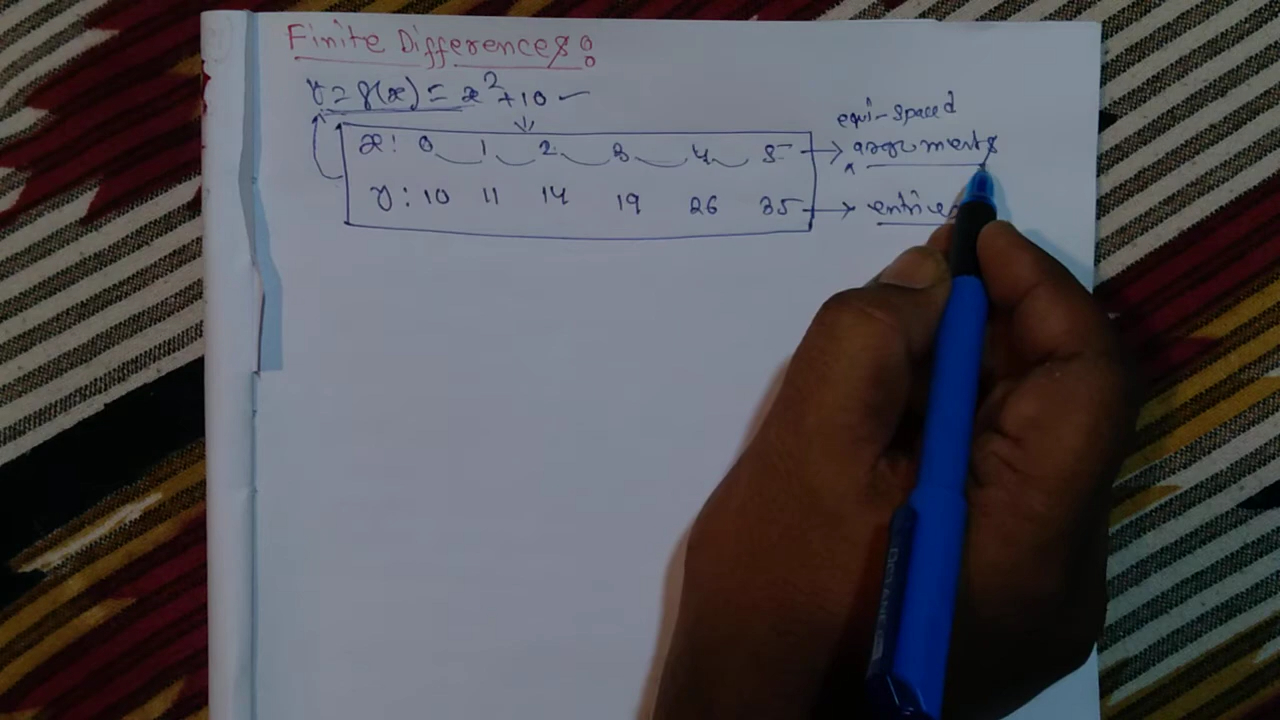 Finite Differences:
y = f(x) = x²+10
equi-spaced
x: 0 1 2 3 4 5 → arguments
y: 10 11 14 19 26 35 → entries